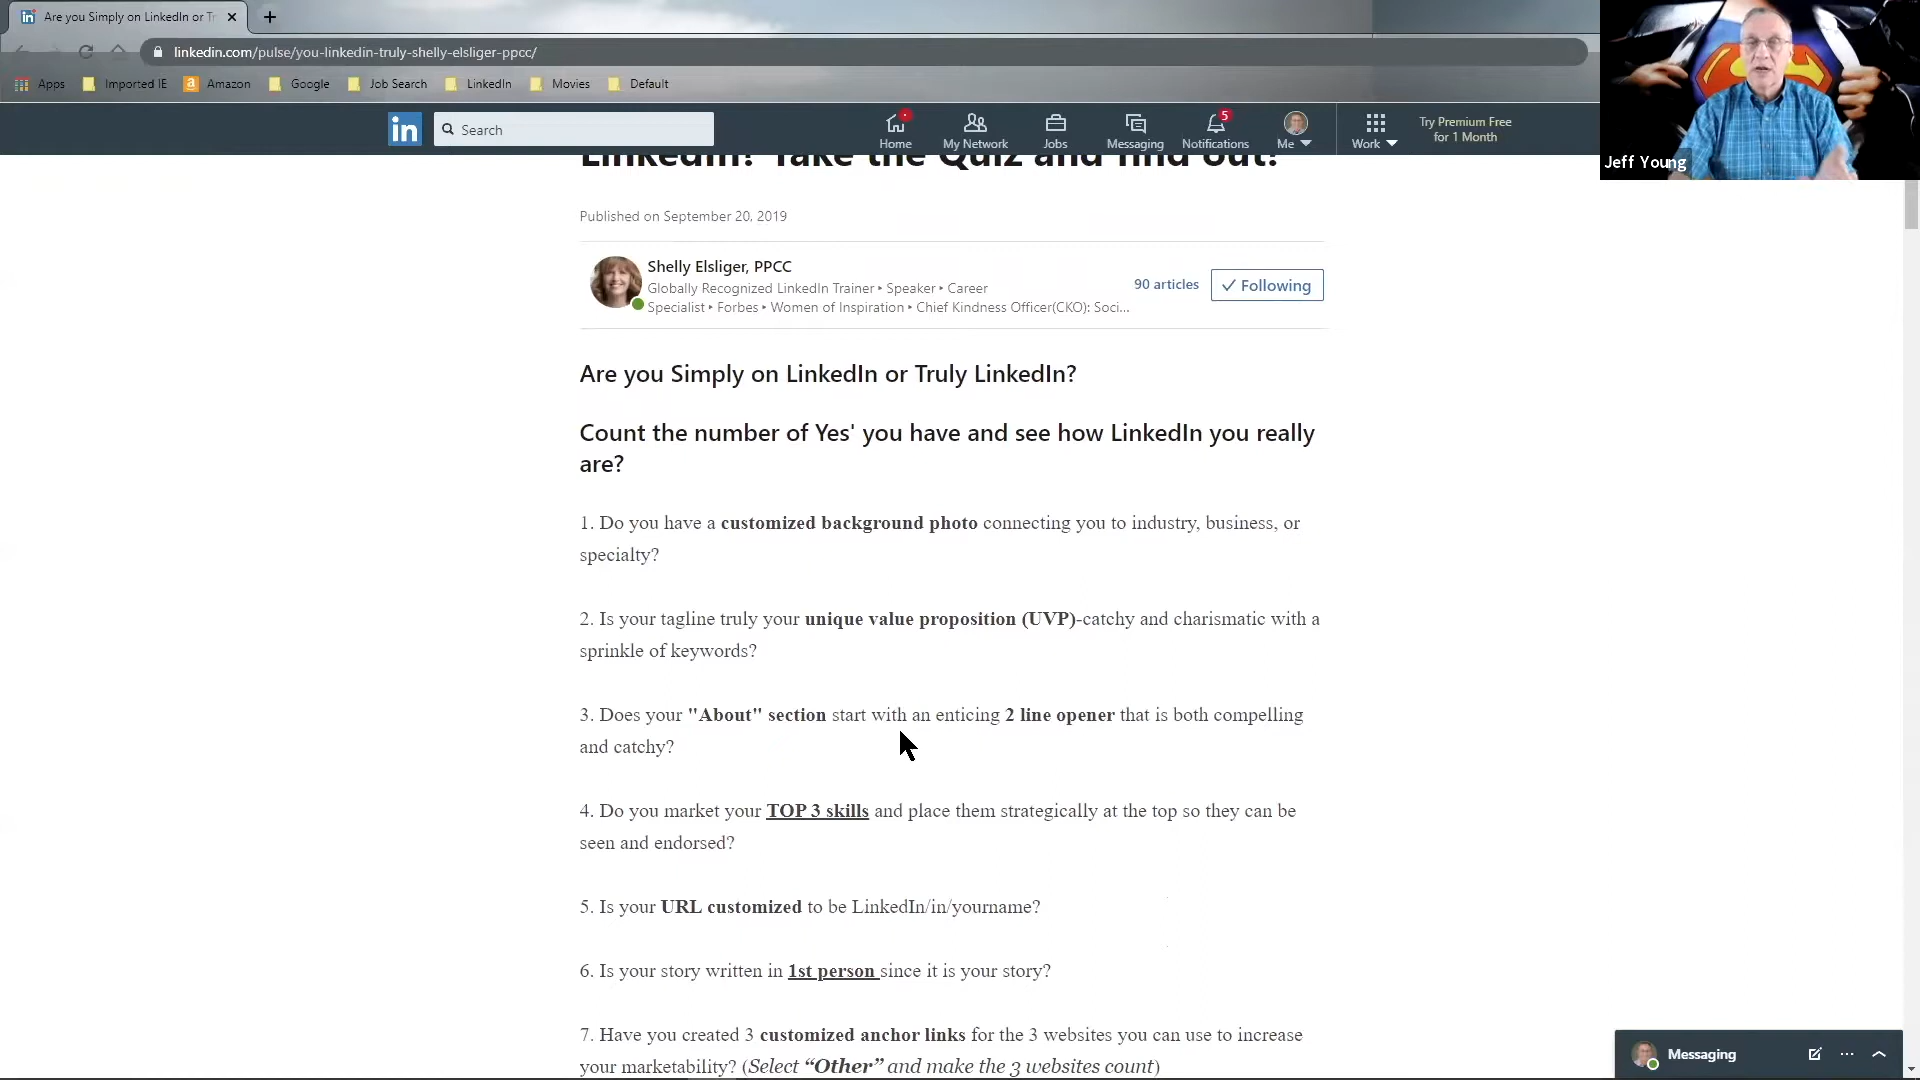 Are you Simply on LinkedIn or Tr
linkedin.com/pulse/you-linkedin-truly-shelly-elsliger-ppcc/
Apps Imported IE Amazon Google Job Search LinkedIn Movies Default
in Search
Home My Network Jobs Messaging 5 Notifications Me Work
Try Premium Free
for 1 Month
Jeff Young
LinkedIn? Take the Quiz and find out!
Published on September 20, 2019
Shelly Elsliger, PPCC
Globally Recognized LinkedIn Trainer ‣ Speaker ‣ Career
Specialist ‣ Forbes ‣ Women of Inspiration ‣ Chief Kindness Officer(CKO): Soci...
90 articles
Following
Are you Simply on LinkedIn or Truly LinkedIn?
Count the number of Yes' you have and see how LinkedIn you really
are?
1. Do you have a customized background photo connecting you to industry, business, or
specialty?
2. Is your tagline truly your unique value proposition (UVP)-catchy and charismatic with a
sprinkle of keywords?
3. Does your "About" section start with an enticing 2 line opener that is both compelling
and catchy?
4. Do you market your TOP 3 skills and place them strategically at the top so they can be
seen and endorsed?
5. Is your URL customized to be LinkedIn/in/yourname?
6. Is your story written in 1st person since it is your story?
7. Have you created 3 customized anchor links for the 3 websites you can use to increase
your marketability? (Select “Other” and make the 3 websites count)
Messaging